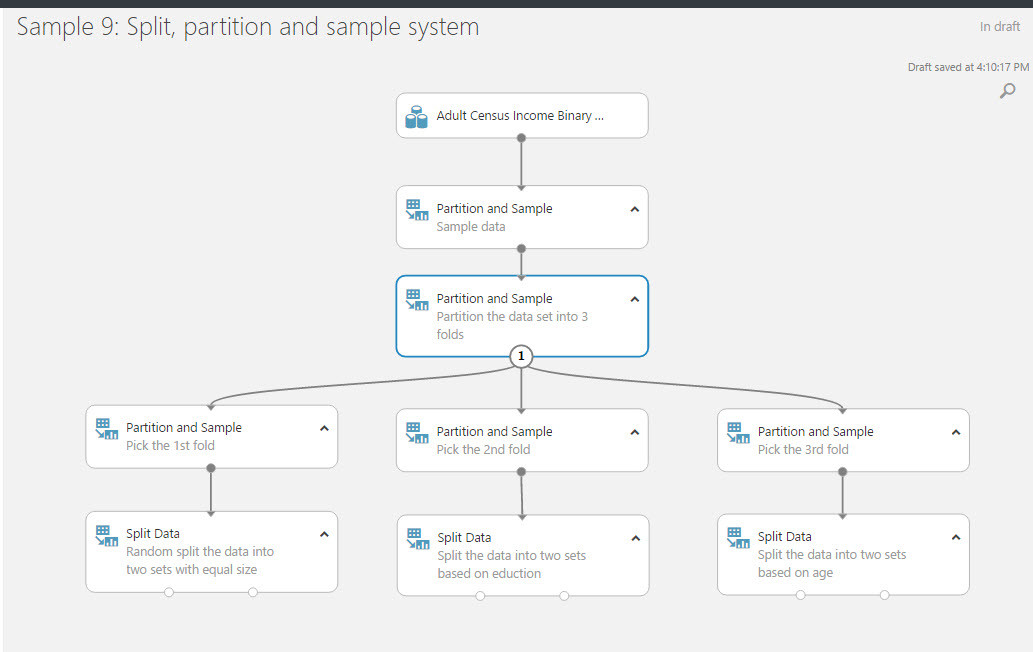 Sample 9: Split, partition and sample system
In draft
Draft saved at 4:10:17 PM
Adult Census Income Binary ...
Partition and Sample
Sample data
Partition and Sample
Partition the data set into 3
folds
1
Partition and Sample
Pick the 1st fold
Partition and Sample
Pick the 2nd fold
Partition and Sample
Pick the 3rd fold
Split Data
Random split the data into
two sets with equal size
Split Data
Split the data into two sets
based on eduction
Split Data
Split the data into two sets
based on age